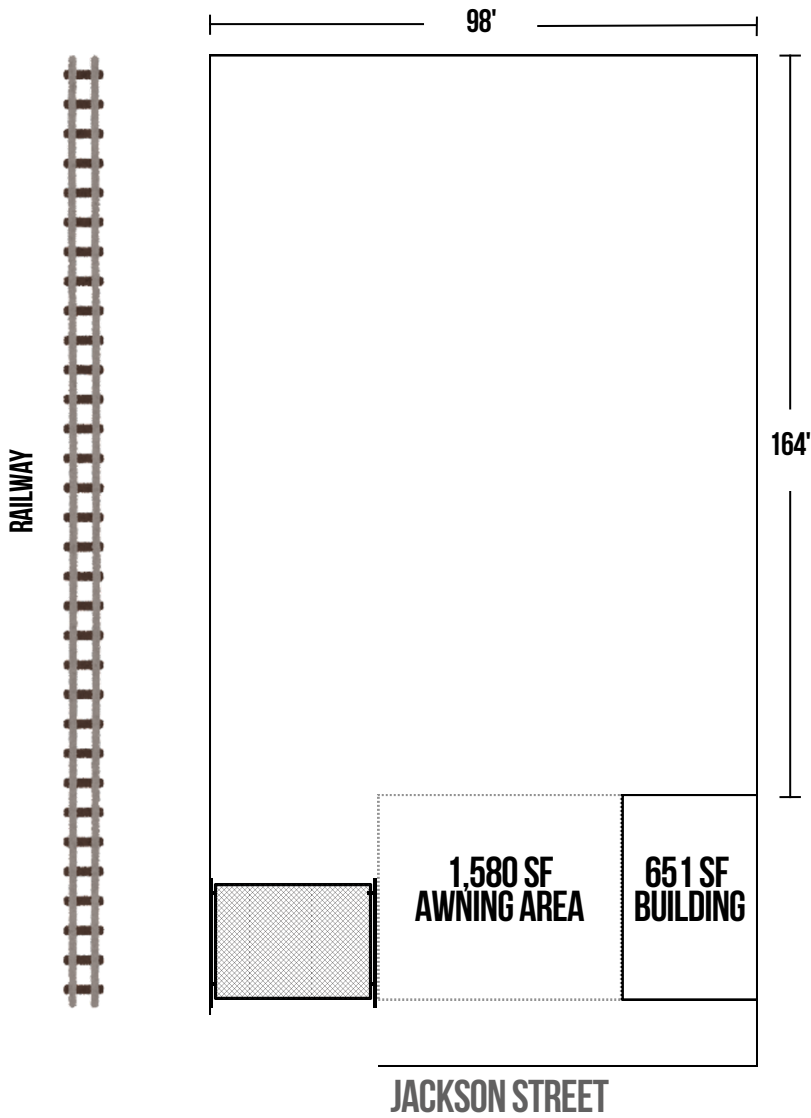 98'
164'
RAILWAY
1,580 SF
AWNING AREA
651 SF
BUILDING
JACKSON STREET